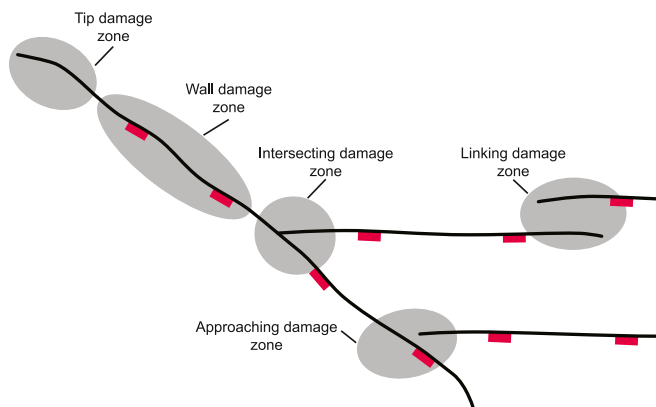 Tip damage
zone
Wall damage
zone
Intersecting damage
zone
Linking damage
zone
Approaching damage
zone